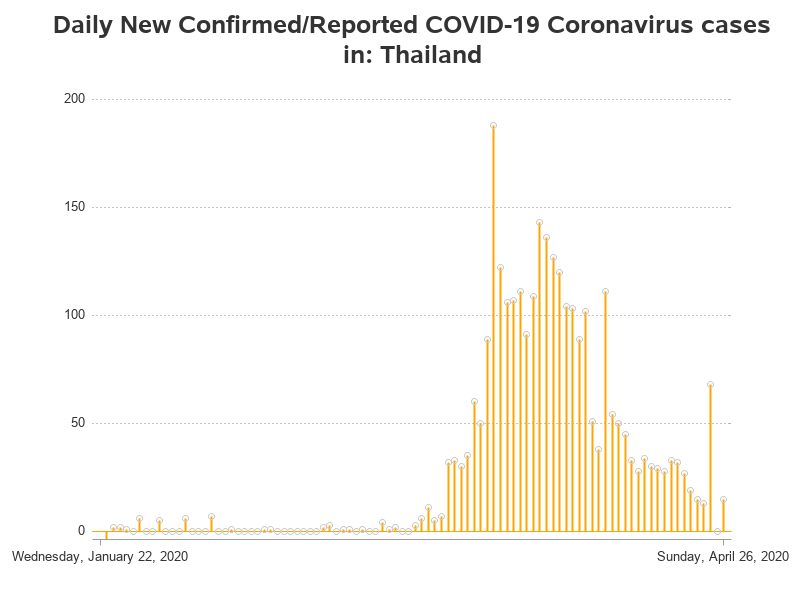 Daily New Confirmed/Reported COVID-19 Coronavirus cases
in: Thailand
200
150
100
50
0
Wednesday, January 22, 2020
Sunday, April 26, 2020